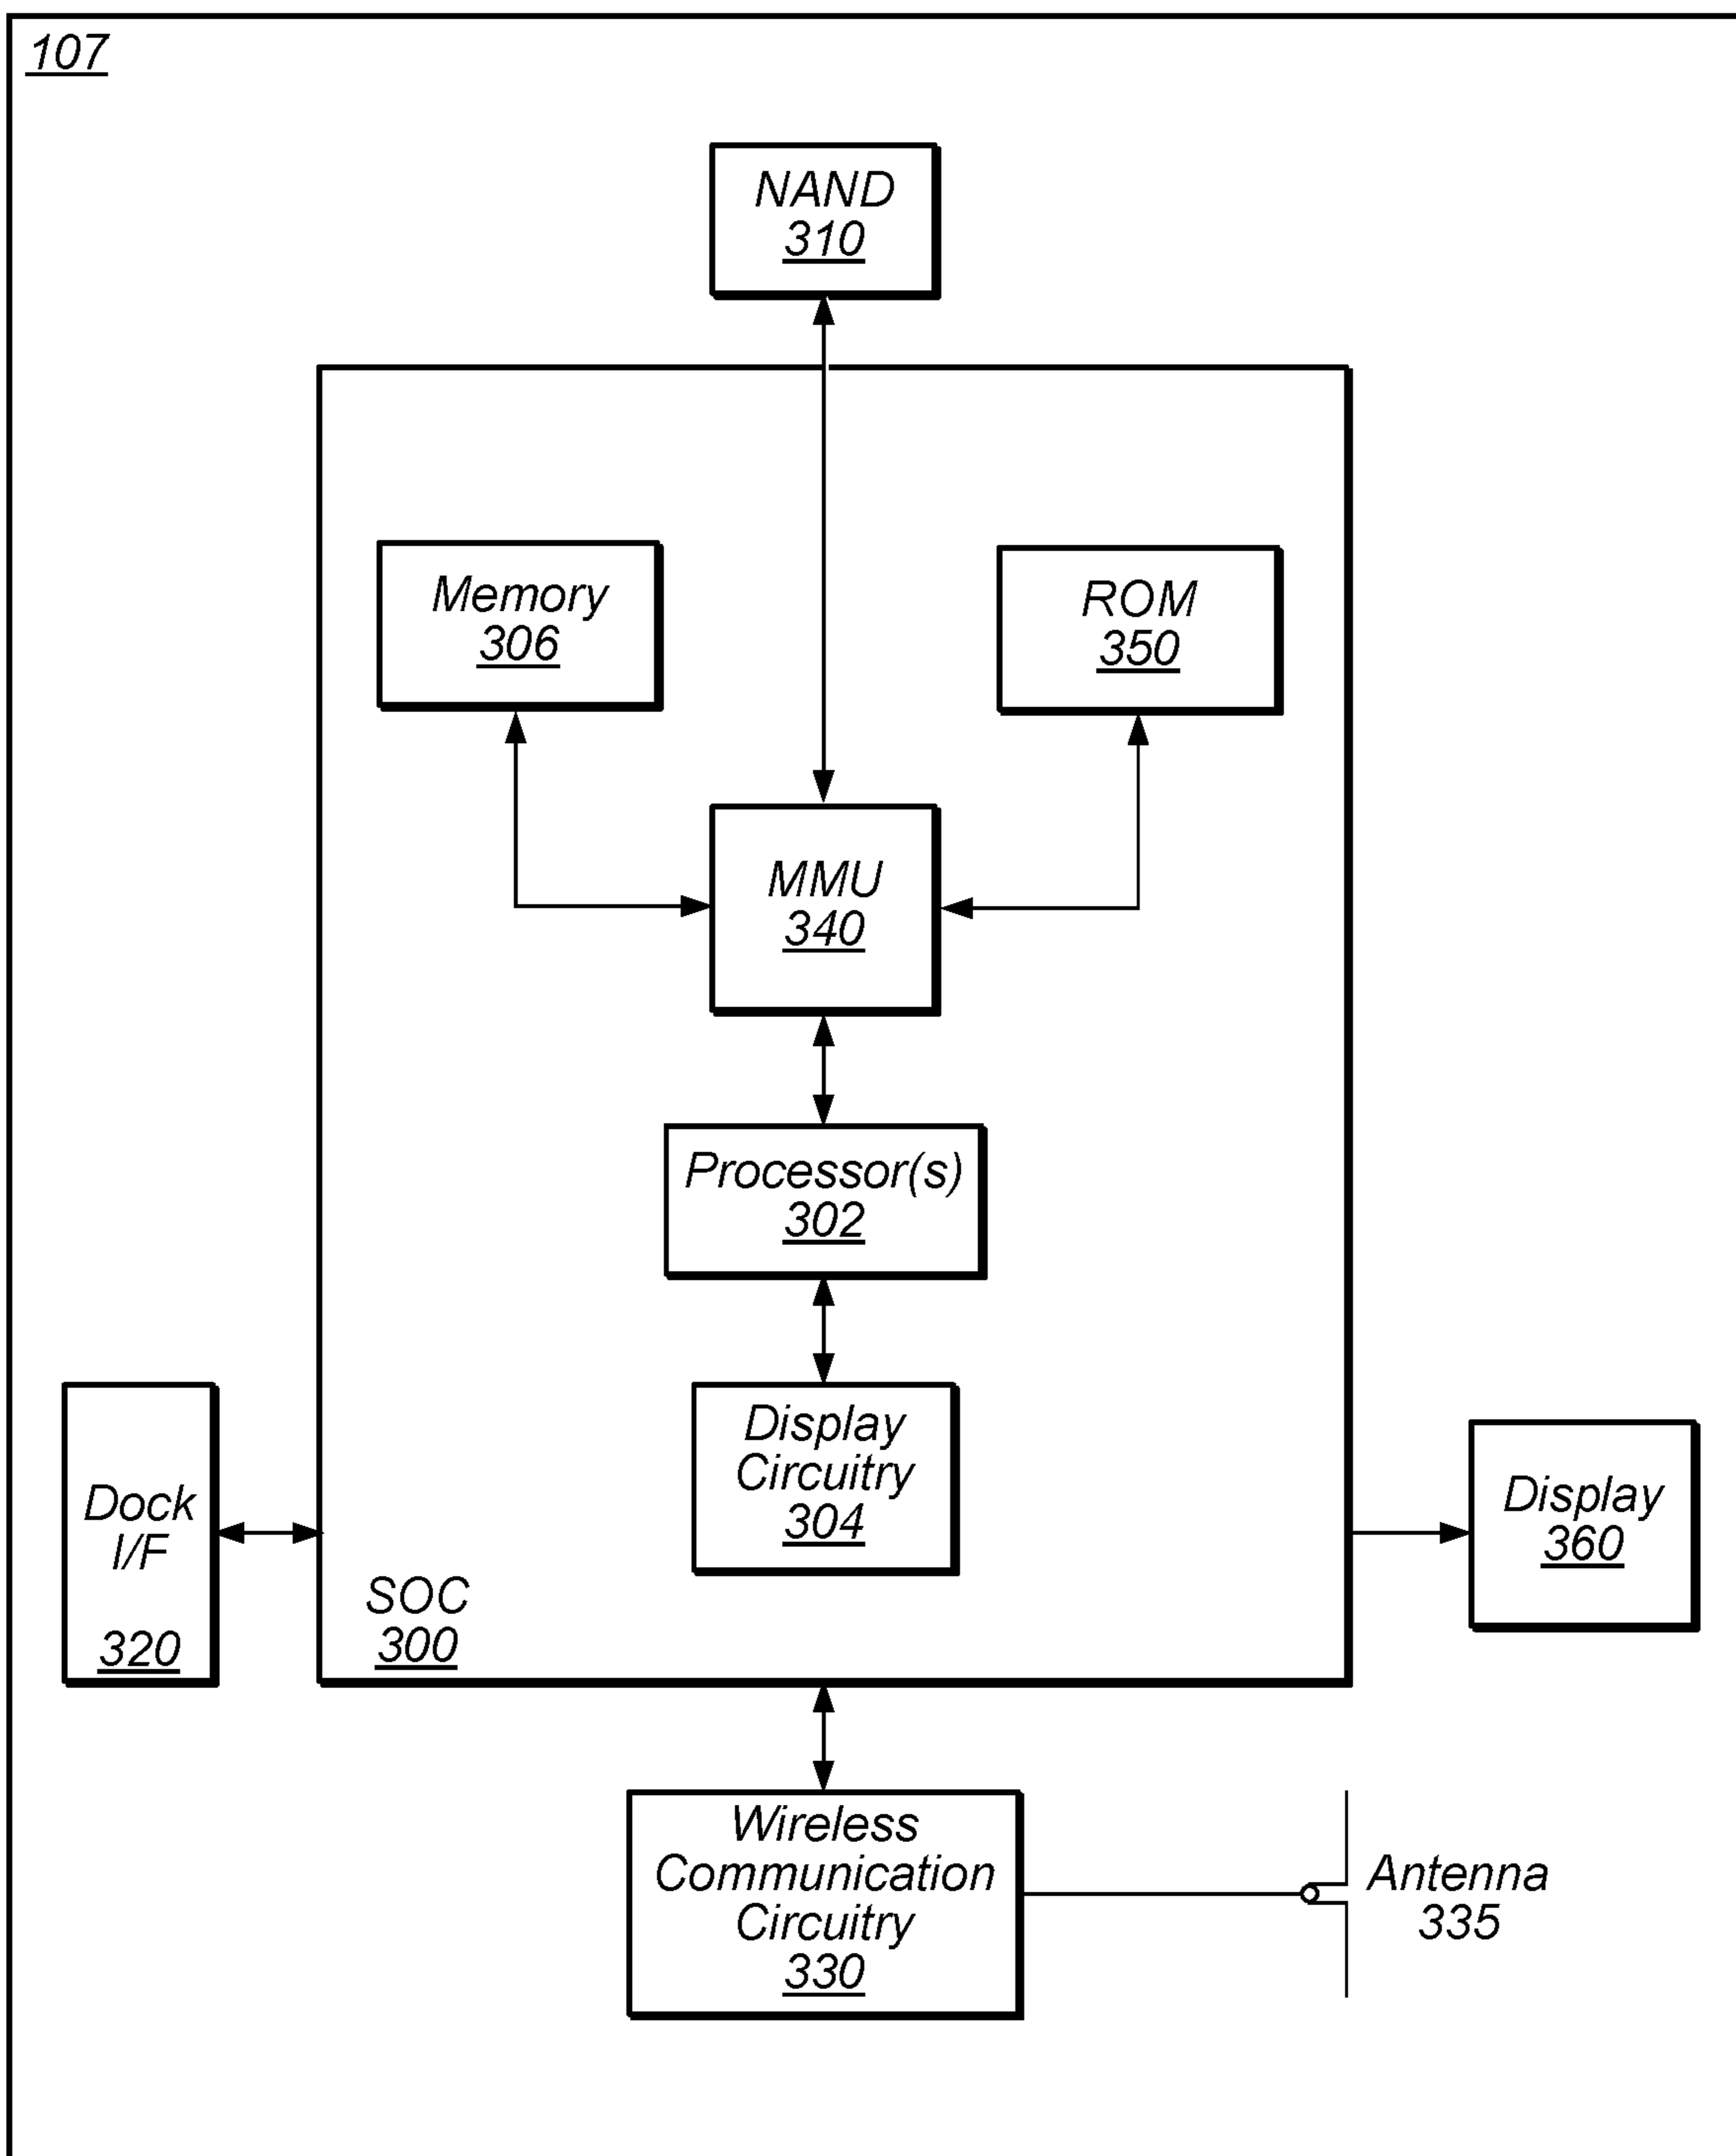 107
NAND
310
Memory
306
ROM
350
MMU
340
Processor(s)
302
Display
Circuitry
304
Dock
I/F
320
SOC
300
Display
360
Wireless
Communication
Circuitry
330
Antenna
335